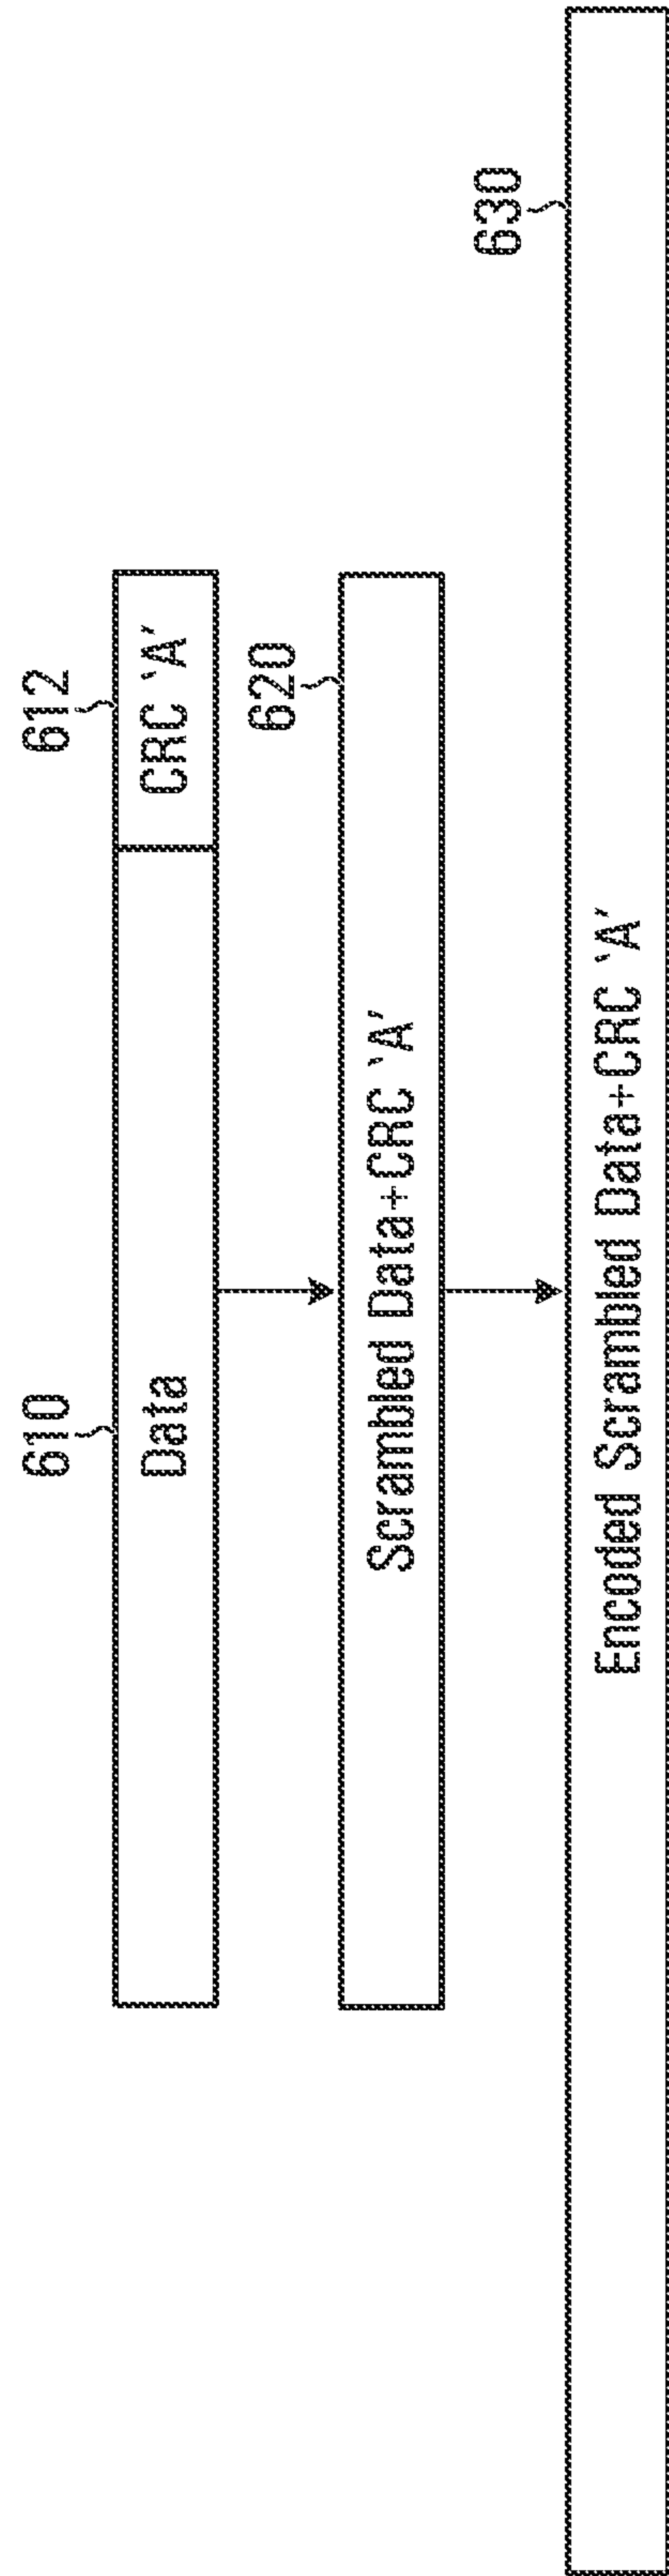 610
612
Data
CRC 'A'
620
Scrambled Data+CRC 'A'
630
Encoded Scrambled Data+CRC 'A'